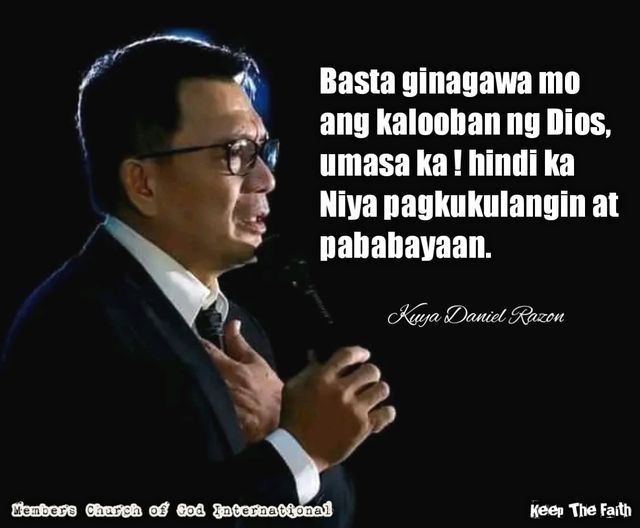 Basta ginagawa mo
ang kalooban ng Dios,
umasa ka ! hindi ka
Niya pagkukulangin at
pababayaan.
Kuya Daniel Razon
Members Church of God International
Keep The Faith